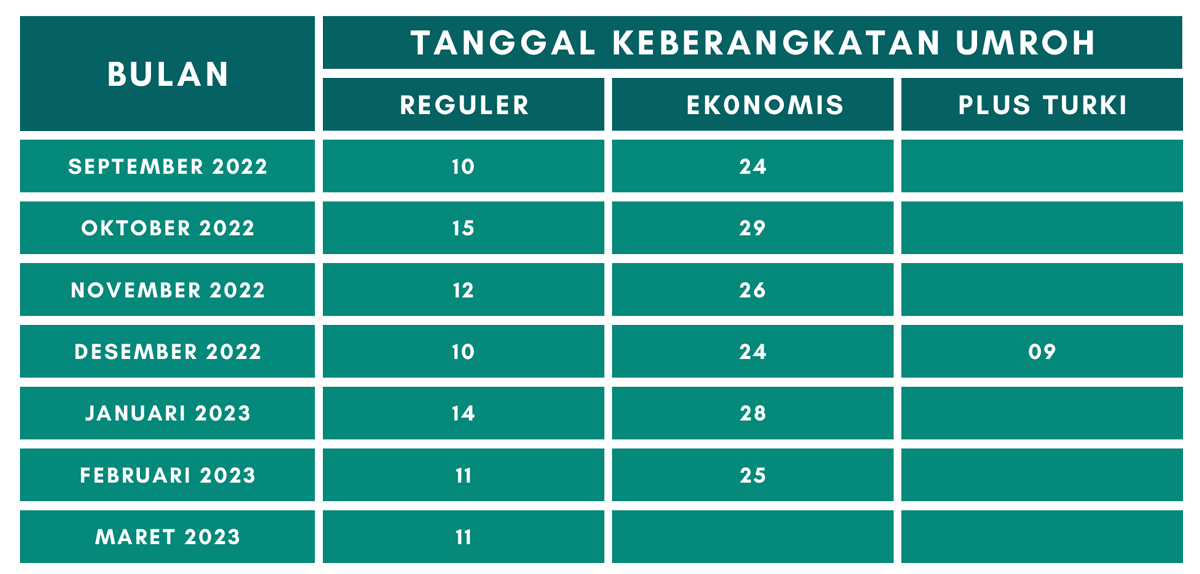 BULAN
TANGGAL KEBERANGKATAN UMROH
REGULER EK0NOMIS PLUS TURKI
SEPTEMBER 2022 10 24
OKTOBER 2022 15 29
NOVEMBER 2022 12 26
DESEMBER 2022 10 24 09
JANUARI 2023 14 28
FEBRUARI 2023 11 25
MARET 2023 11